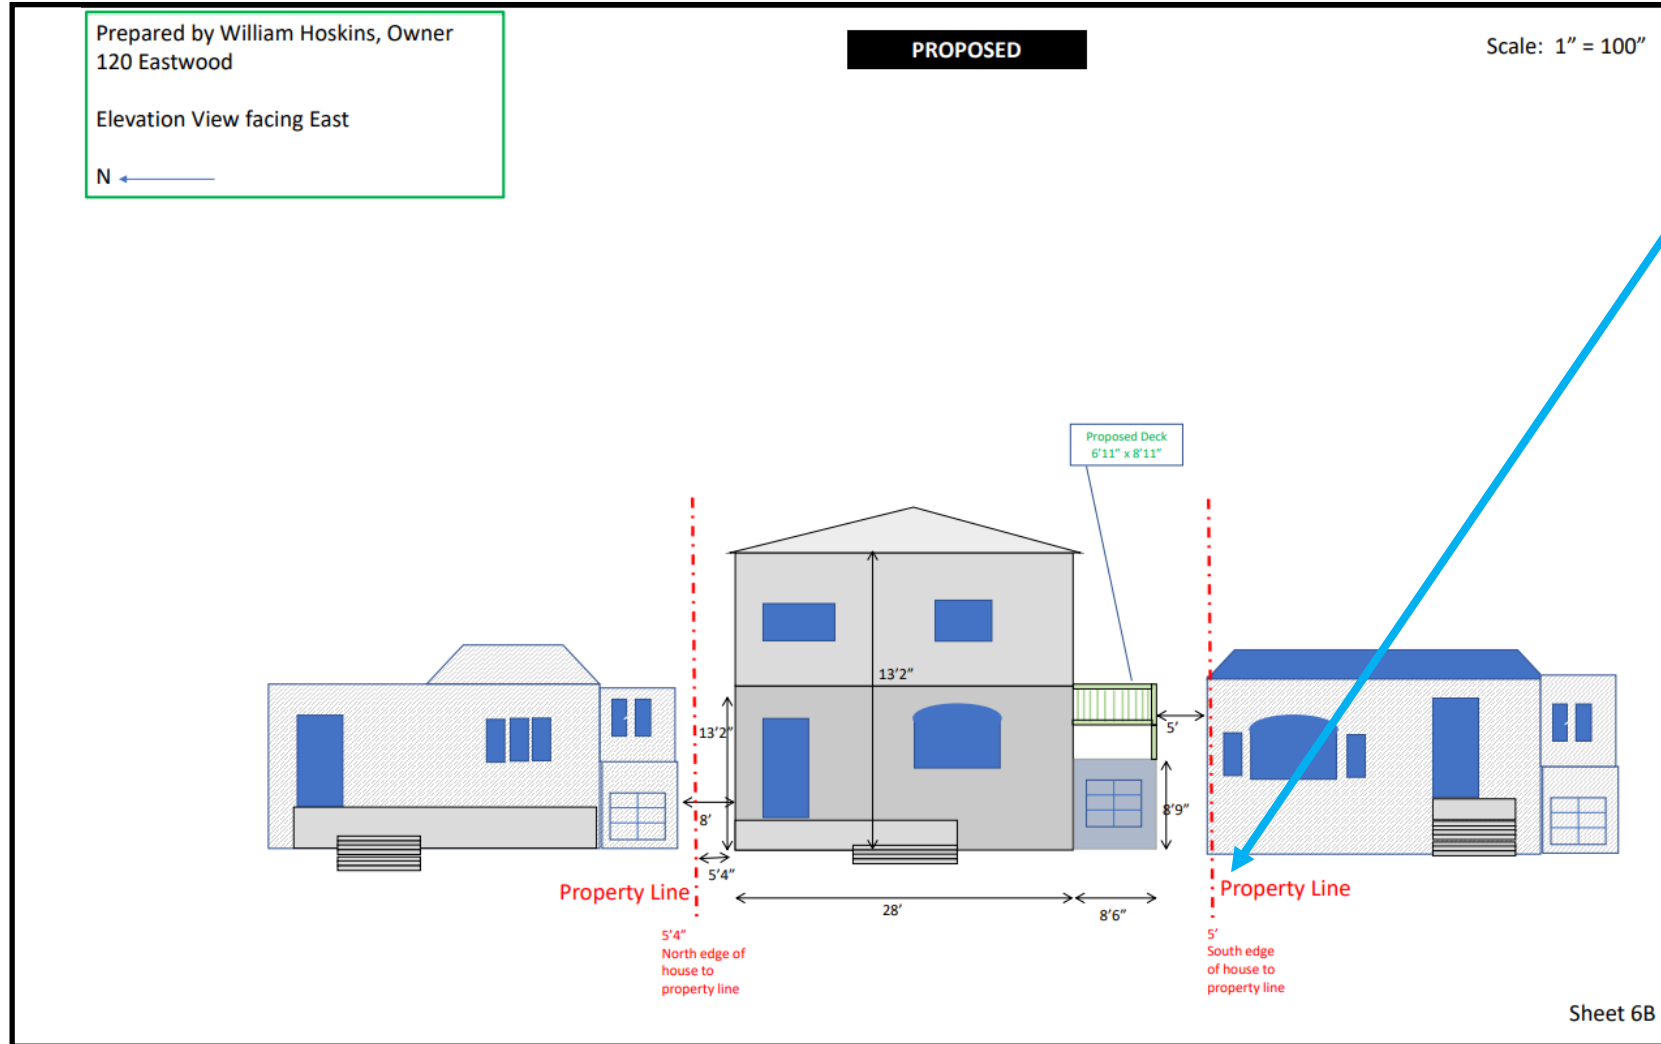 Prepared by William Hoskins, Owner
120 Eastwood
Elevation View facing East
N
PROPOSED
Scale:  1” = 100”
Proposed Deck
6’11” x 8’11”
13’2”
13’2”
5’
8’
8’9”
5’4”
Property Line
Property Line
28’
8’6”
5’4”
North edge of
house to
property line
5’
South edge
of house to
property line
Sheet 6B